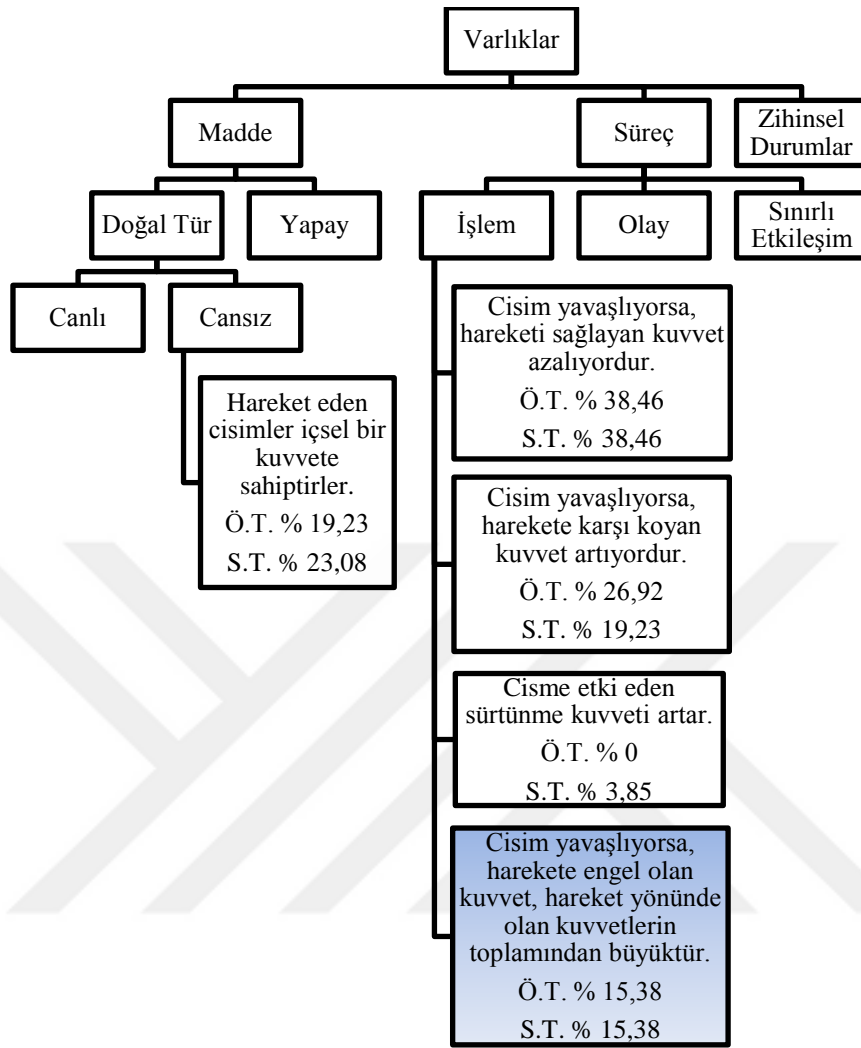 Varlıklar
Madde
Süreç
Zihinsel
Durumlar
Doğal Tür
Yapay
İşlem
Olay
Sınırlı
Etkileşim
Canlı
Cansız
Hareket eden
cisimler içsel bir
kuvvete
sahiptirler.
Ö.T. % 19,23
S.T. % 23,08
Cisim yavaşlıyorsa,
hareketi sağlayan kuvvet
azalıyordur.
Ö.T. % 38,46
S.T. % 38,46
Cisim yavaşlıyorsa,
harekete karşı koyan
kuvvet artıyordur.
Ö.T. % 26,92
S.T. % 19,23
Cisme etki eden
sürtünme kuvveti artar.
Ö.T. % 0
S.T. % 3,85
Cisim yavaşlıyorsa,
harekete engel olan
kuvvet, hareket yönünde
olan kuvvetlerin
toplamından büyüktür.
Ö.T. % 15,38
S.T. % 15,38